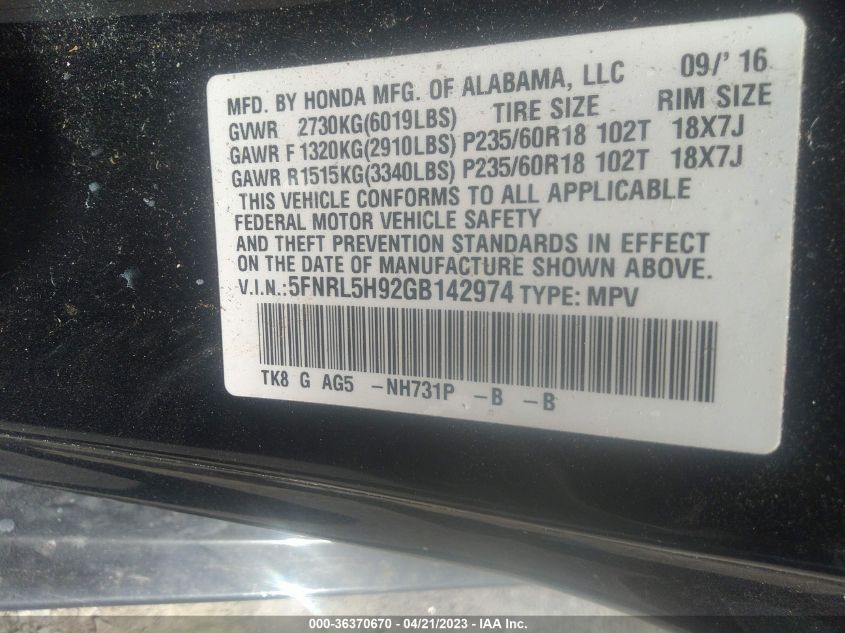 MFD. BY HONDA MFG. OF ALABAMA, LLC 09/' 16
GVWR 2730KG(6019LBS) TIRE SIZE RIM SIZE
GAWR F1320KG(2910LBS) P235/60R18 102T 18X7J
GAWR R1515KG(3340LBS) P235/60R18 102T 18X7J
THIS VEHICLE CONFORMS TO ALL APPLICABLE
FEDERAL MOTOR VEHICLE SAFETY
AND THEFT PREVENTION STANDARDS IN EFFECT
ON THE DATE OF MANUFACTURE SHOWN ABOVE.
V.I.N.:5FNRL5H92GB142974 TYPE: MPV
TK8 G AG5 -NH731P -B -B
000-36370670 - 04/21/2023 - IAA Inc.